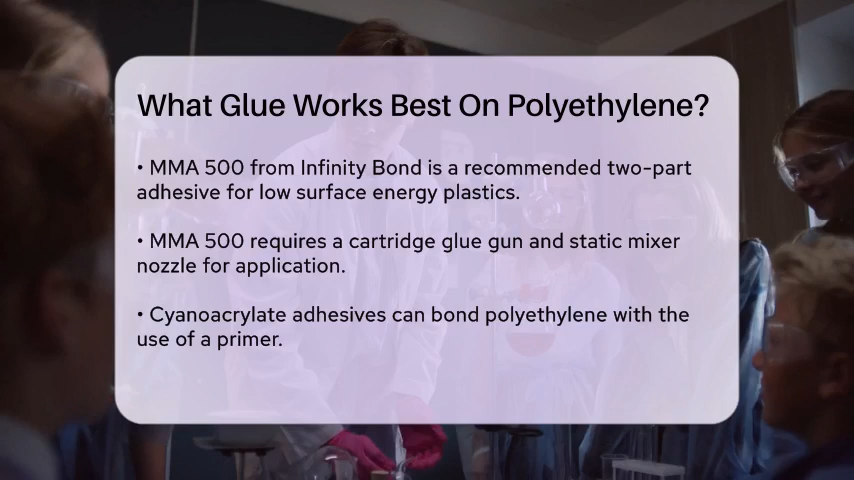 What Glue Works Best On Polyethylene?
• MMA 500 from Infinity Bond is a recommended two-part
adhesive for low surface energy plastics.
• MMA 500 requires a cartridge glue gun and static mixer
nozzle for application.
• Cyanoacrylate adhesives can bond polyethylene with the
use of a primer.